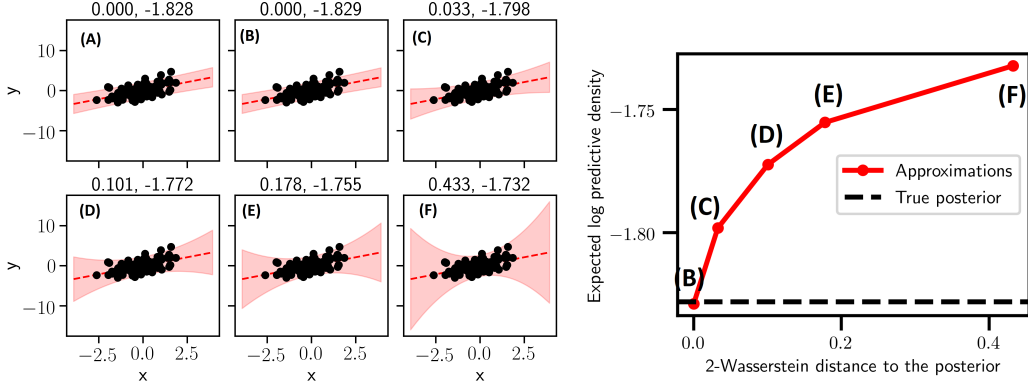 0.000, -1.828
0.000, -1.829
0.033, -1.798
(A)
(B)
(C)
10
0
−10
y
0.101, -1.772
0.178, -1.755
0.433, -1.732
(D)
(E)
(F)
10
0
−10
y
−2.5 0.0 2.5
−2.5 0.0 2.5
−2.5 0.0 2.5
x
x
x
Expected log predictive density
−1.75
−1.80
(B)
(C)
(D)
(E)
(F)
Approximations
True posterior
0.0 0.2 0.4
2-Wasserstein distance to the posterior